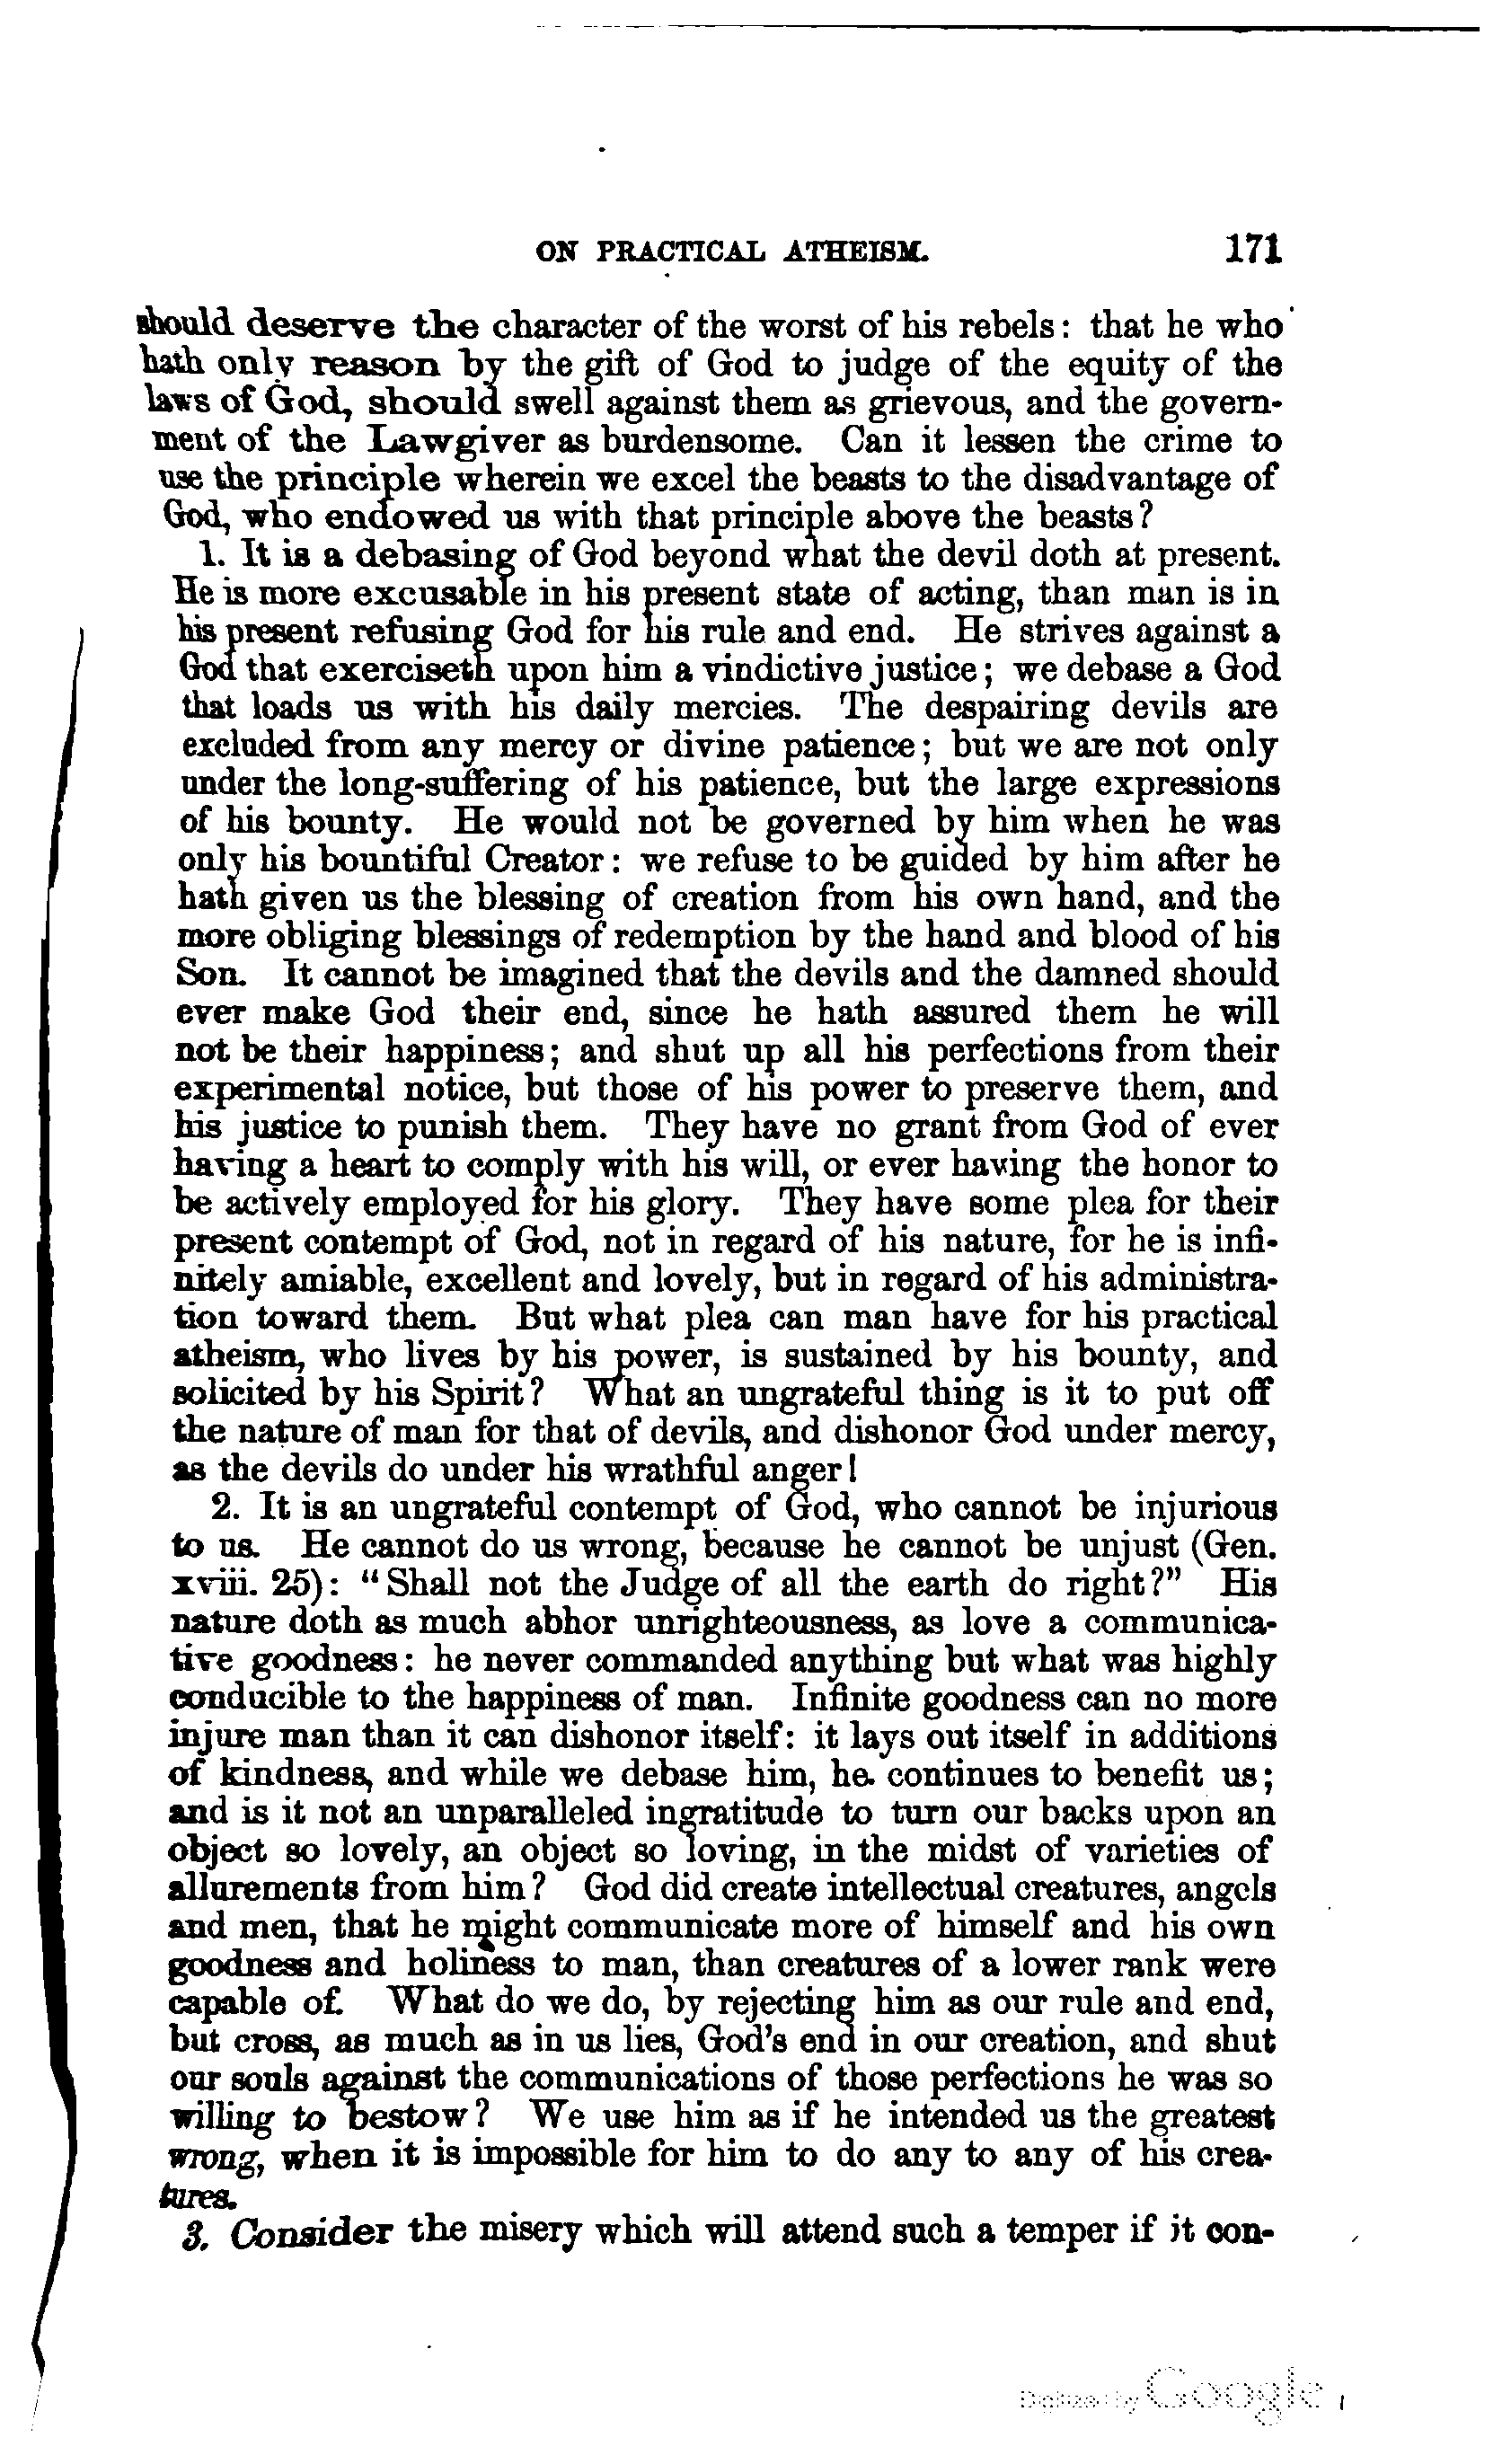 ON PRACTICAL ATHEISM. 171
should deserve the character of the worst of his rebels: that he who
hath only reason by the gift of God to judge of the equity of the
laws of God, should swell against them as grievous, and the govern-
ment of the Lawgiver as burdensome. Can it lessen the crime to
use the principle wherein we excel the beasts to the disadvantage of
God, who endowed us with that principle above the beasts?
1. It is a debasing of God beyond what the devil doth at present.
He is more excusable in his present state of acting, than man is in
his present refusing God for his rule and end. He strives against a
God that exerciseth upon him a vindictive justice; we debase a God
that loads us with his daily mercies. The despairing devils are
excluded from any mercy or divine patience; but we are not only
under the long-suffering of his patience, but the large expressions
of his bounty. He would not be governed by him when he was
only his bountiful Creator: we refuse to be guided by him after he
hath given us the blessing of creation from his own hand, and the
more obliging blessings of redemption by the hand and blood of his
Son. It cannot be imagined that the devils and the damned should
ever make God their end, since he hath assured them he will
not be their happiness; and shut up all his perfections from their
experimental notice, but those of his power to preserve them, and
his justice to punish them. They have no grant from God of ever
having a heart to comply with his will, or ever having the honor to
be actively employed for his glory. They have some plea for their
present contempt of God, not in regard of his nature, for he is infi-
nitely amiable, excellent and lovely, but in regard of his administra-
tion toward them. But what plea can man have for his practical
atheism, who lives by his power, is sustained by his bounty, and
solicited by his Spirit? What an ungrateful thing is it to put off
the nature of man for that of devils, and dishonor God under mercy,
as the devils do under his wrathful anger!
2. It is an ungrateful contempt of God, who cannot be injurious
to us. He cannot do us wrong, because he cannot be unjust (Gen.
xviii. 25): "Shall not the Judge of all the earth do right?" His
nature doth as much abhor unrighteousness, as love a communica-
tive goodness: he never commanded anything but what was highly
conducible to the happiness of man. Infinite goodness can no more
injure man than it can dishonor itself: it lays out itself in additions
of kindness, and while we debase him, he continues to benefit us;
and is it not an unparalleled ingratitude to turn our backs upon an
object so lovely, an object so loving, in the midst of varieties of
allurements from him? God did create intellectual creatures, angels
and men, that he might communicate more of himself and his own
goodness and holiness to man, than creatures of a lower rank were
capable of. What do we do, by rejecting him as our rule and end,
but cross, as much as in us lies, God's end in our creation, and shut
our souls against the communications of those perfections he was so
willing to bestow? We use him as if he intended us the greatest
wrong, when it is impossible for him to do any to any of his crea-
tures.
3. Consider the misery which will attend such a temper if it con-
Digitized by Google